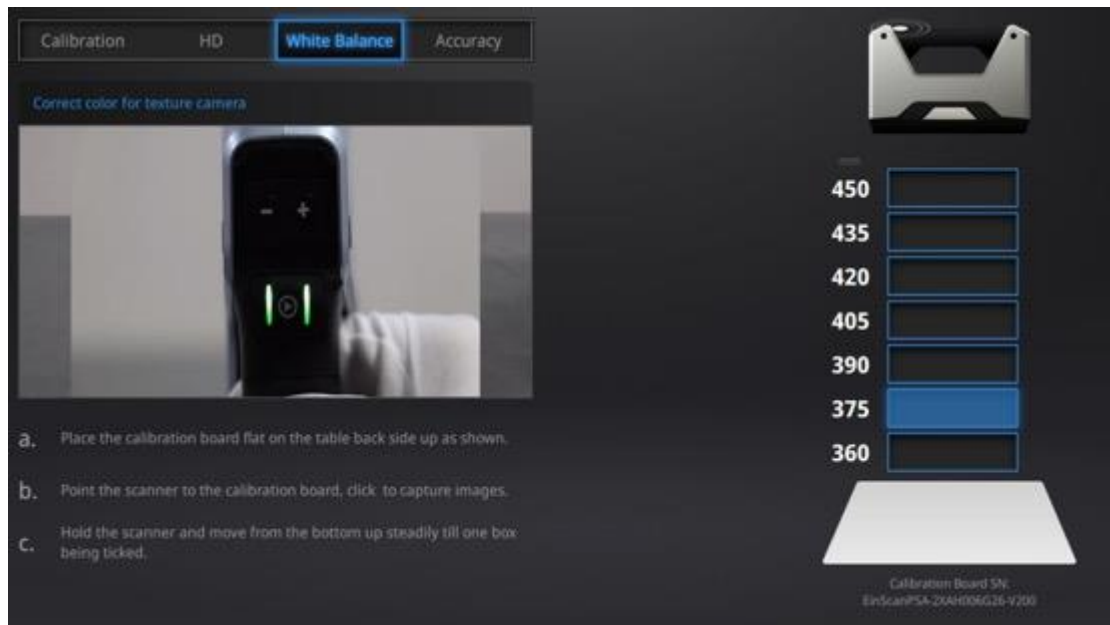 Calibration HD White Balance Accuracy
Correct color for texture camera
- +
a. Place the calibration board flat on the table back side up as shown.
b. Point the scanner to the calibration board, click to capture images.
c. Hold the scanner and move from the bottom up steadily till one box
being ticked.
450
435
420
405
390
375
360
Calibration Board SN:
EinScanPSA-2XAH006G26-V200